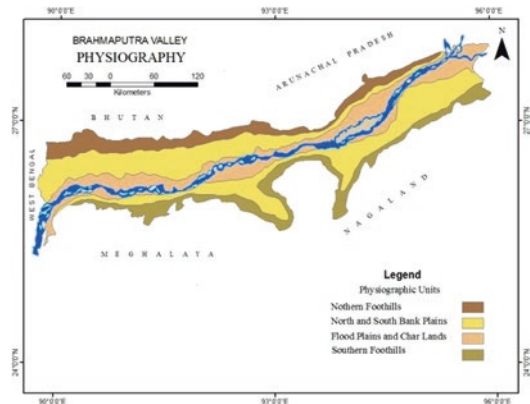 90°0'0"E 93°0'0"E 96°0'0"E
BRAHMAPUTRA VALLEY
PHYSIOGRAPHY
60 30 0 60 120
Kilometers
ARUNACHAL PRADESH
N
BHUTAN
27°0'0"N
27°0'0"N
WEST BENGAL
NAGALAND
MEGHALAYA
Legend
Physiographic Units
Nothern Foothills
North and South Bank Plains
Flood Plains and Char Lands
Southern Foothills
24°0'0"N
24°0'0"N
90°0'0"E 93°0'0"E 96°0'0"E